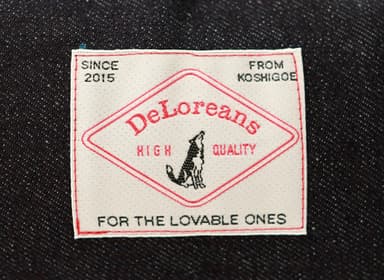 SINCE FROM
2015 KOSHIGOE
DeLoreans
HIGH QUALITY
FOR THE LOVABLE ONES